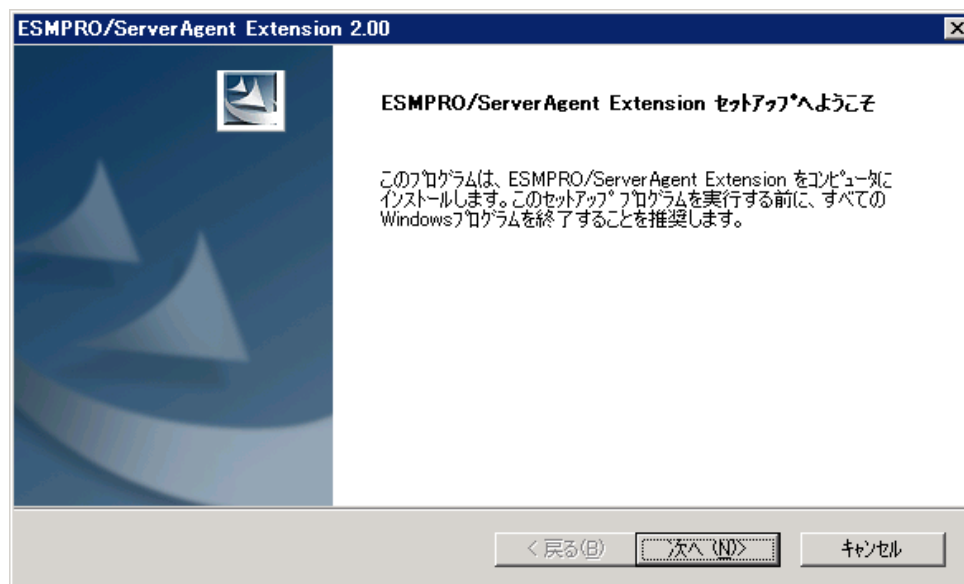 ESMPRO/ServerAgent Extension 2.00
ESMPRO/ServerAgent Extension ｾｯﾄｱｯﾌﾟへようこそ
このﾌﾟﾛｸﾞﾗﾑは、ESMPRO/ServerAgent Extension をｺﾝﾋﾟｭｰﾀに
ｲﾝｽﾄｰﾙします。このｾｯﾄｱｯﾌﾟ ﾌﾟﾛｸﾞﾗﾑを実行する前に、すべての
Windowsﾌﾟﾛｸﾞﾗﾑを終了することを推奨します。
< 戻る(B)
次へ (N)>
ｷｬﾝｾﾙ